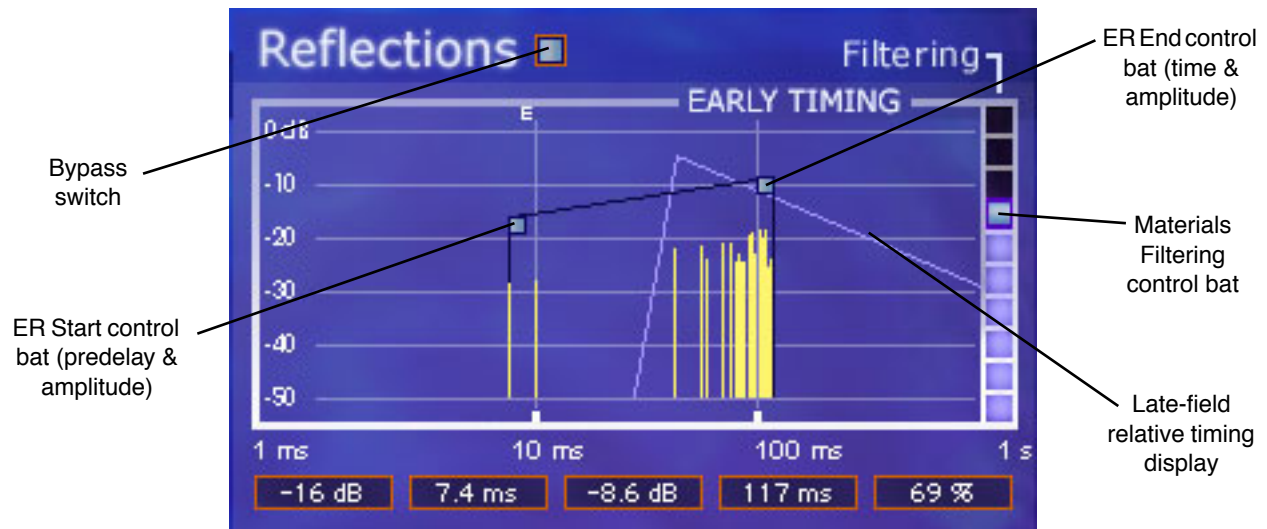 Reflections
Filtering
EARLY TIMING
E
0 dB
-10
-20
-30
-40
-50
1 ms
10 ms
100 ms
1 s
-16 dB
7.4 ms
-8.6 dB
117 ms
69 %
Bypass
switch
ER Start control
bat (predelay &
amplitude)
ER End control
bat (time &
amplitude)
Materials
Filtering
control bat
Late-field
relative timing
display